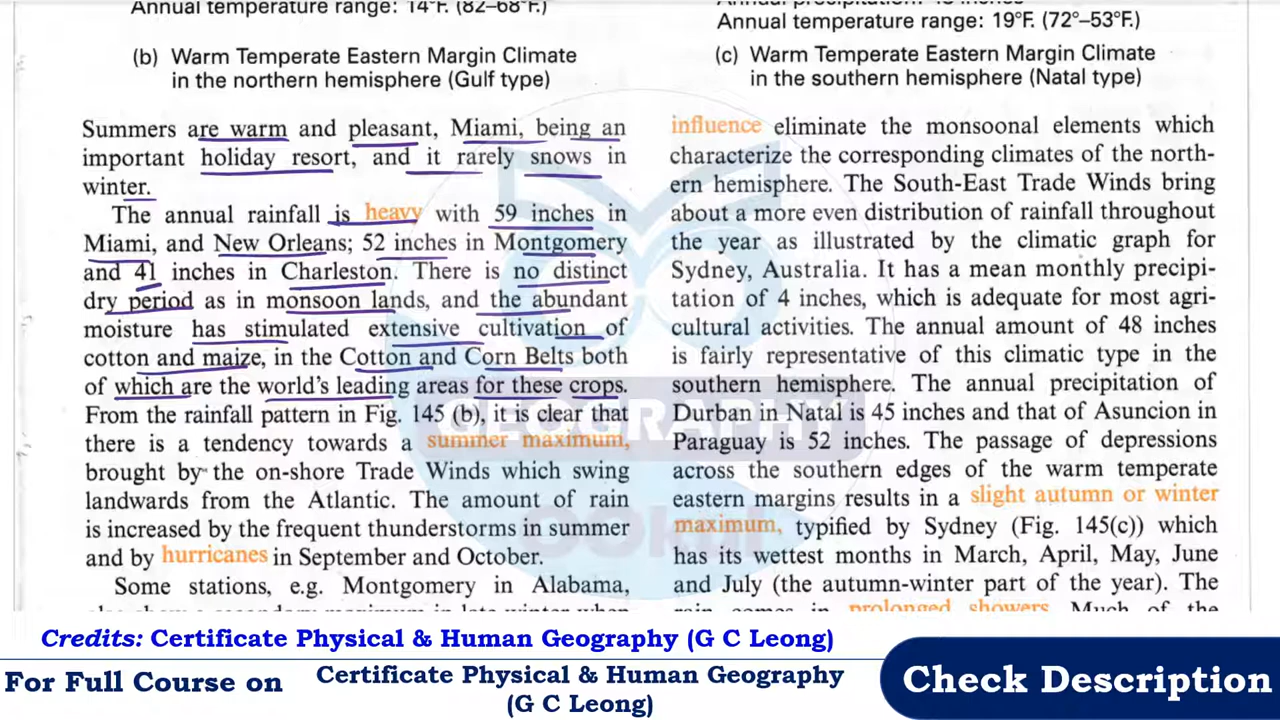 Annual temperature range: 14°F. (82–68°F.)
(b) Warm Temperate Eastern Margin Climate
in the northern hemisphere (Gulf type)
Summers are warm and pleasant, Miami, being an
important holiday resort, and it rarely snows in
winter.
The annual rainfall is heavy with 59 inches in
Miami, and New Orleans; 52 inches in Montgomery
and 41 inches in Charleston. There is no distinct
dry period as in monsoon lands, and the abundant
moisture has stimulated extensive cultivation of
cotton and maize, in the Cotton and Corn Belts both
of which are the world's leading areas for these crops.
From the rainfall pattern in Fig. 145 (b), it is clear that
there is a tendency towards a summer maximum,
brought by the on-shore Trade Winds which swing
landwards from the Atlantic. The amount of rain
is increased by the frequent thunderstorms in summer
and by hurricanes in September and October.
Some stations, e.g. Montgomery in Alabama,
Annual temperature range: 19°F. (72°–53°F.)
(c) Warm Temperate Eastern Margin Climate
in the southern hemisphere (Natal type)
influence eliminate the monsoonal elements which
characterize the corresponding climates of the north-
ern hemisphere. The South-East Trade Winds bring
about a more even distribution of rainfall throughout
the year as illustrated by the climatic graph for
Sydney, Australia. It has a mean monthly precipi-
tation of 4 inches, which is adequate for most agri-
cultural activities. The annual amount of 48 inches
is fairly representative of this climatic type in the
southern hemisphere. The annual precipitation of
Durban in Natal is 45 inches and that of Asuncion in
Paraguay is 52 inches. The passage of depressions
across the southern edges of the warm temperate
eastern margins results in a slight autumn or winter
maximum, typified by Sydney (Fig. 145(c)) which
has its wettest months in March, April, May, June
and July (the autumn-winter part of the year). The
rain comes in prolonged showers. Much of the
GEOGRAPHY
Credits: Certificate Physical & Human Geography (G C Leong)
For Full Course on
Certificate Physical & Human Geography
(G C Leong)
Check Description